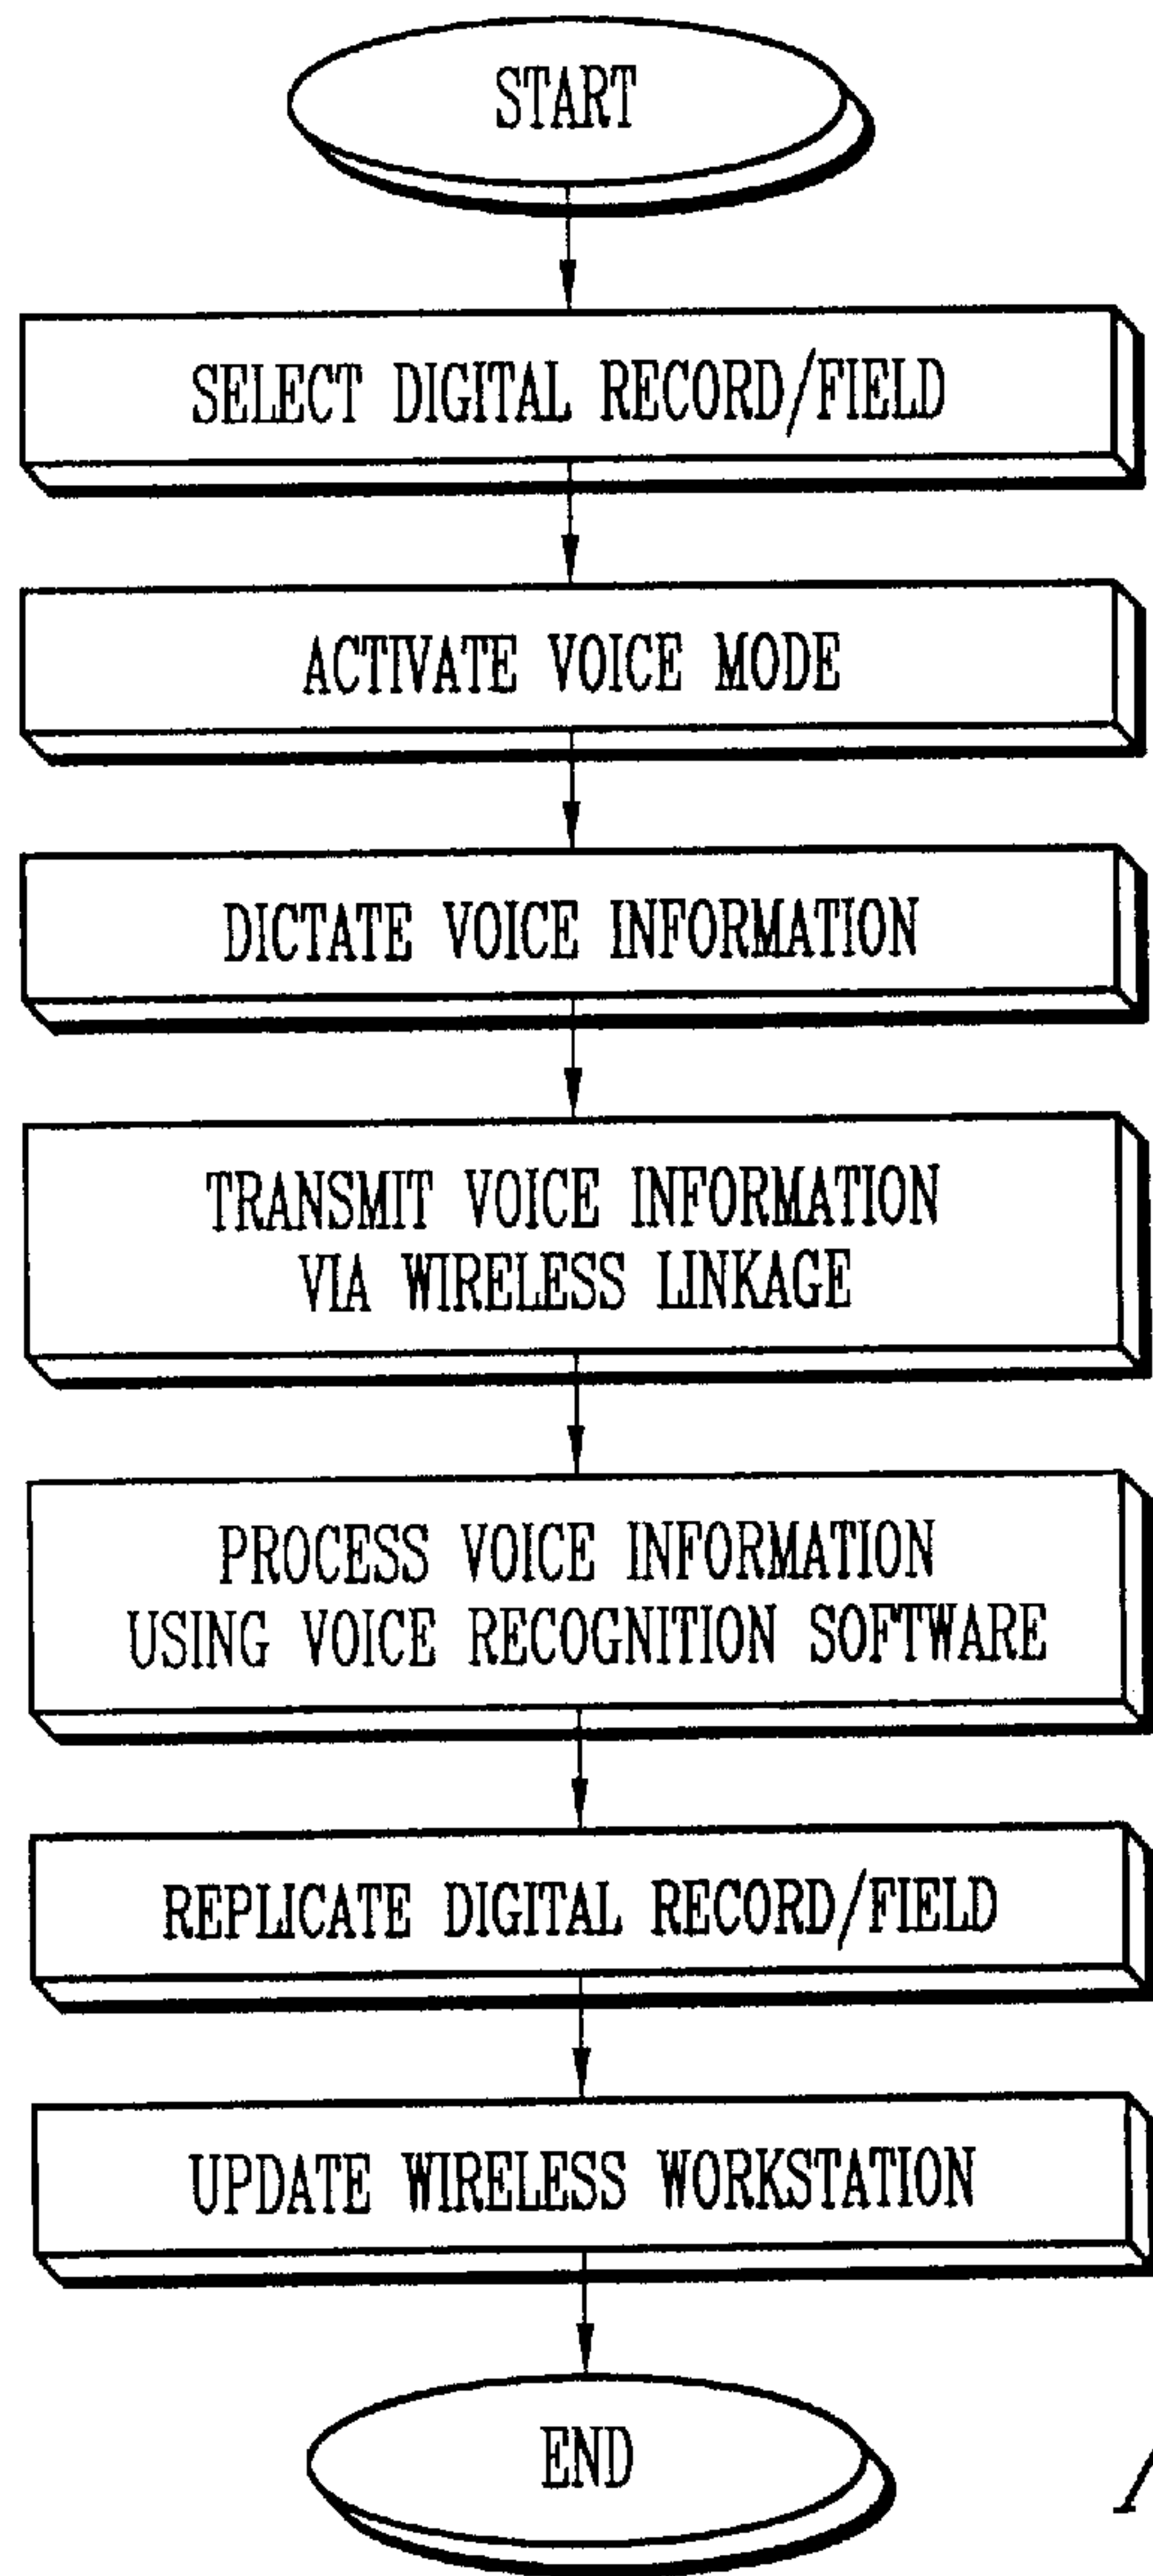 START
SELECT DIGITAL RECORD/FIELD
ACTIVATE VOICE MODE
DICTATE VOICE INFORMATION
TRANSMIT VOICE INFORMATION
VIA WIRELESS LINKAGE
PROCESS VOICE INFORMATION
USING VOICE RECOGNITION SOFTWARE
REPLICATE DIGITAL RECORD/FIELD
UPDATE WIRELESS WORKSTATION
END